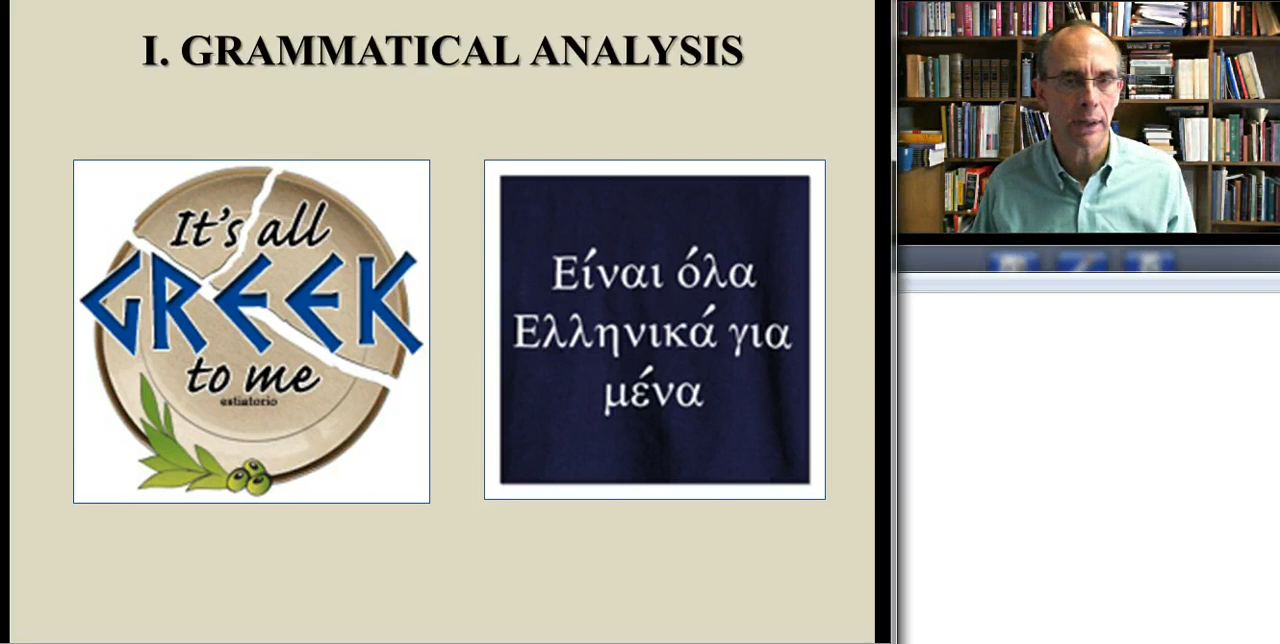 I. GRAMMATICAL ANALYSIS
It's all
GREEK
to me
estiatorio
Είναι όλα
Ελληνικά για
μένα